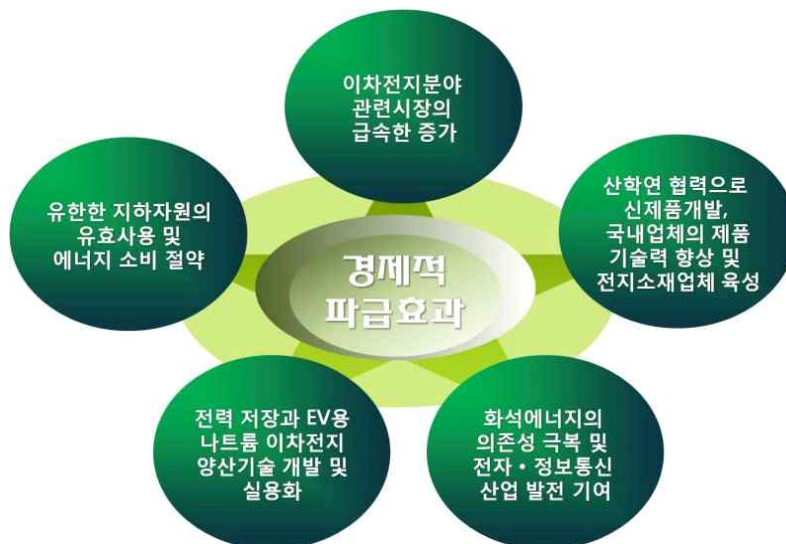 이차전지분야
관련시장의
급속한 증가
유한한 지하자원의
유효사용 및
에너지 소비 절약
산학연 협력으로
신제품개발,
국내업체의 제품
기술력 향상 및
전지소재업체 육성
경제적
파급효과
전력 저장과 EV용
나트륨 이차전지
양산기술 개발 및
실용화
화석에너지의
의존성 극복 및
전자・정보통신
산업 발전 기여